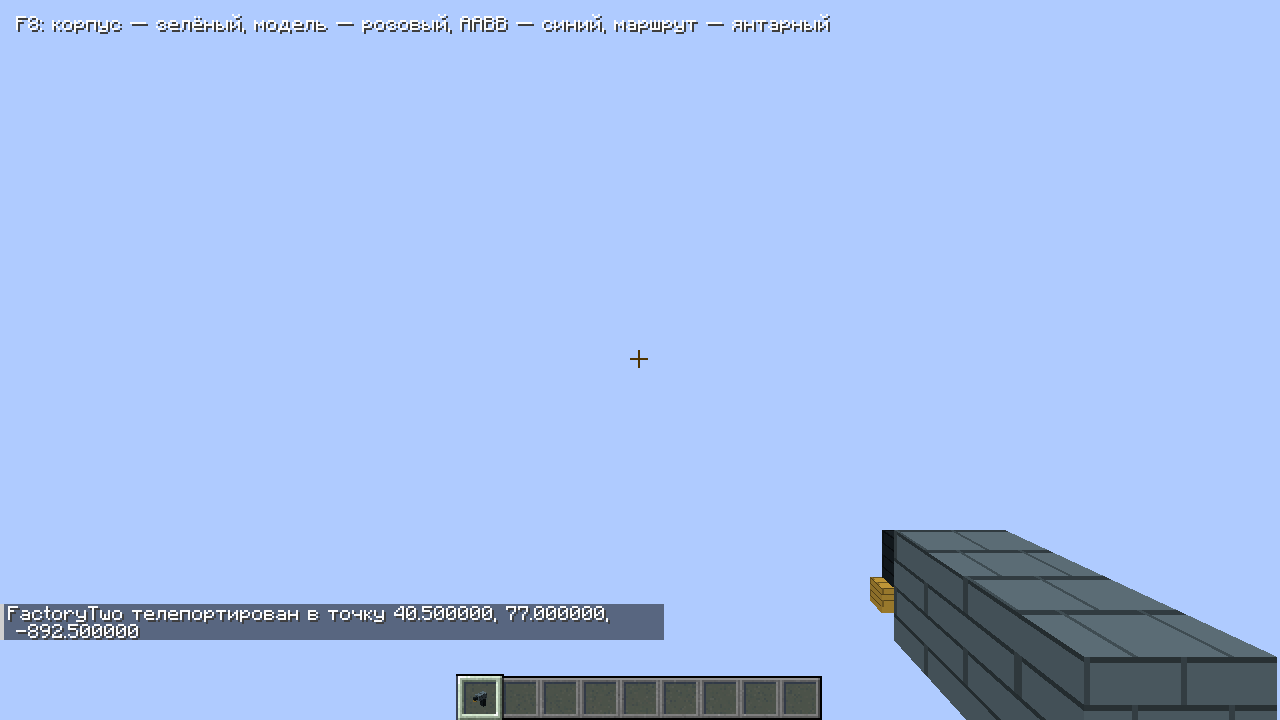 F8: корпус — зелёный, модель — розовый, AABB — синий, маршрут — янтарный
FactoryTwo телепортирован в точку 40.500000, 77.000000,
-892.500000